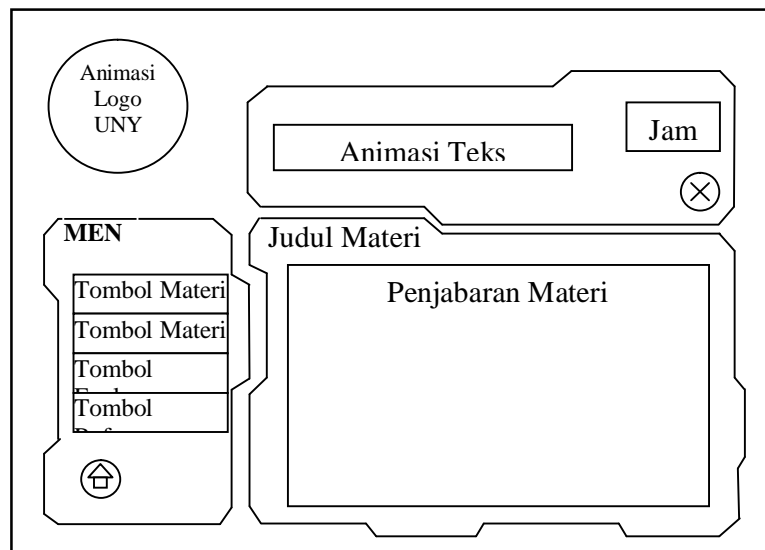 Animasi
Logo
UNY
Animasi Teks
Jam
MEN
Judul Materi
Tombol Materi
Tombol Materi
Tombol
Tombol
Penjabaran Materi